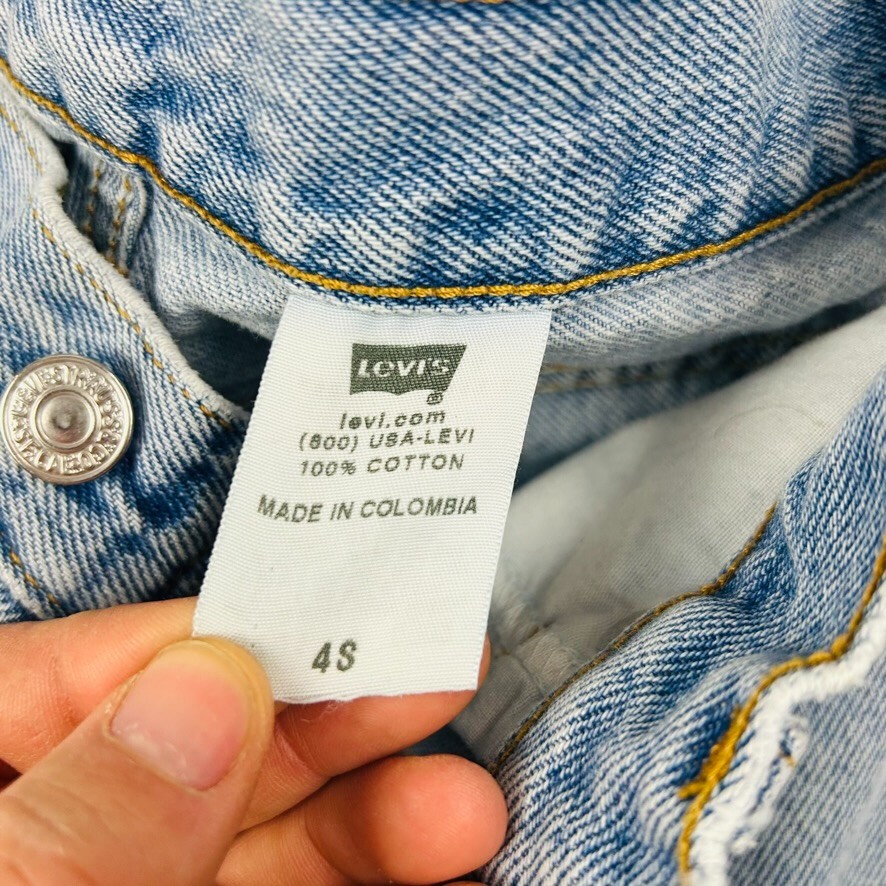 LEVI'S
®
levi.com
(800) USA-LEVI
100% COTTON
MADE IN COLOMBIA
4S